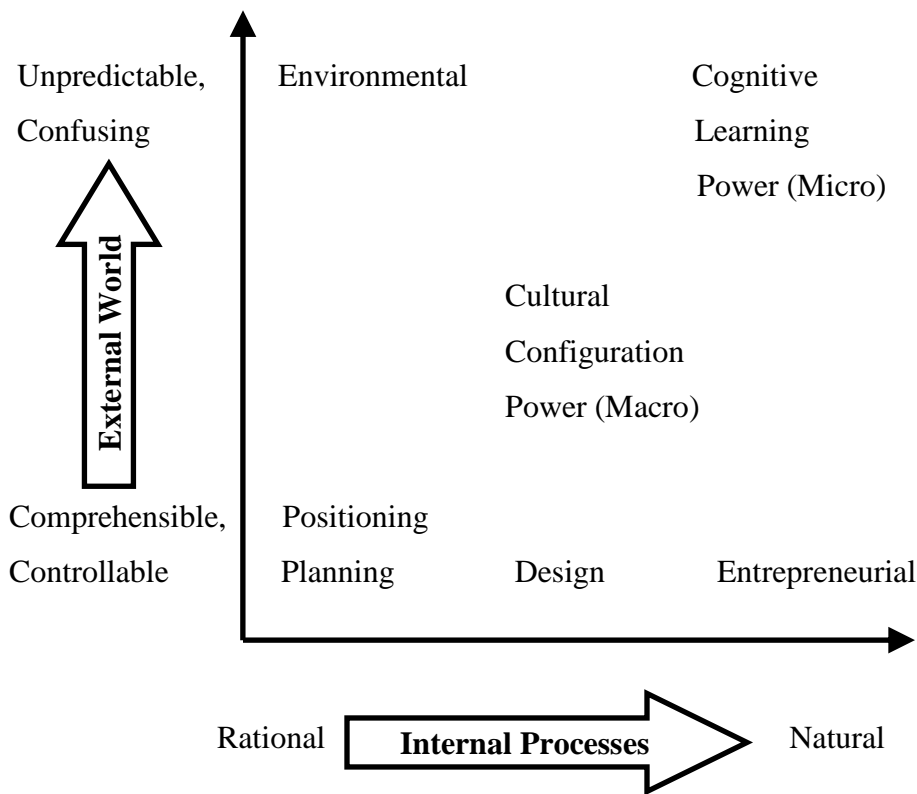 Unpredictable, Environmental Cognitive
Confusing Learning
Power (Micro)
External World
Cultural
Configuration
Power (Macro)
Comprehensible, Positioning
Controllable Planning Design Entrepreneurial
Rational Internal Processes Natural